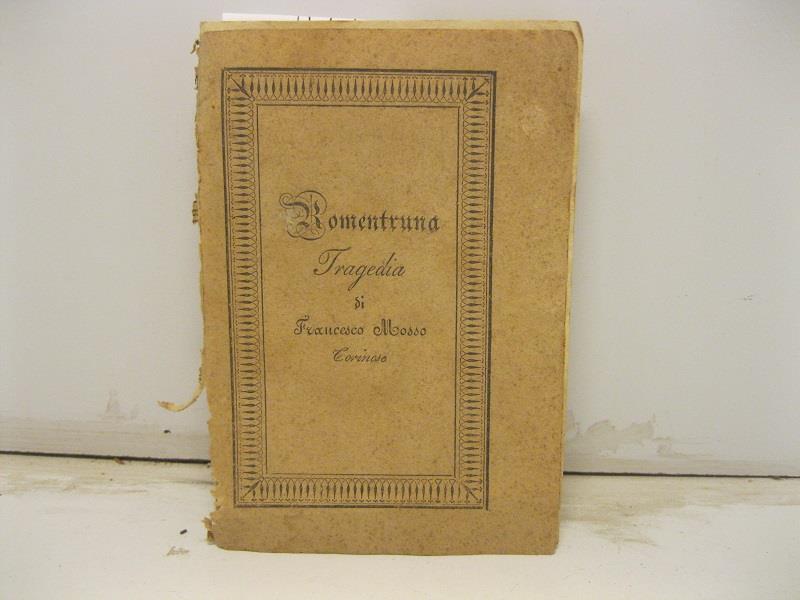 Romentruna
Tragedia
di
Francesco Mosso
Torinese